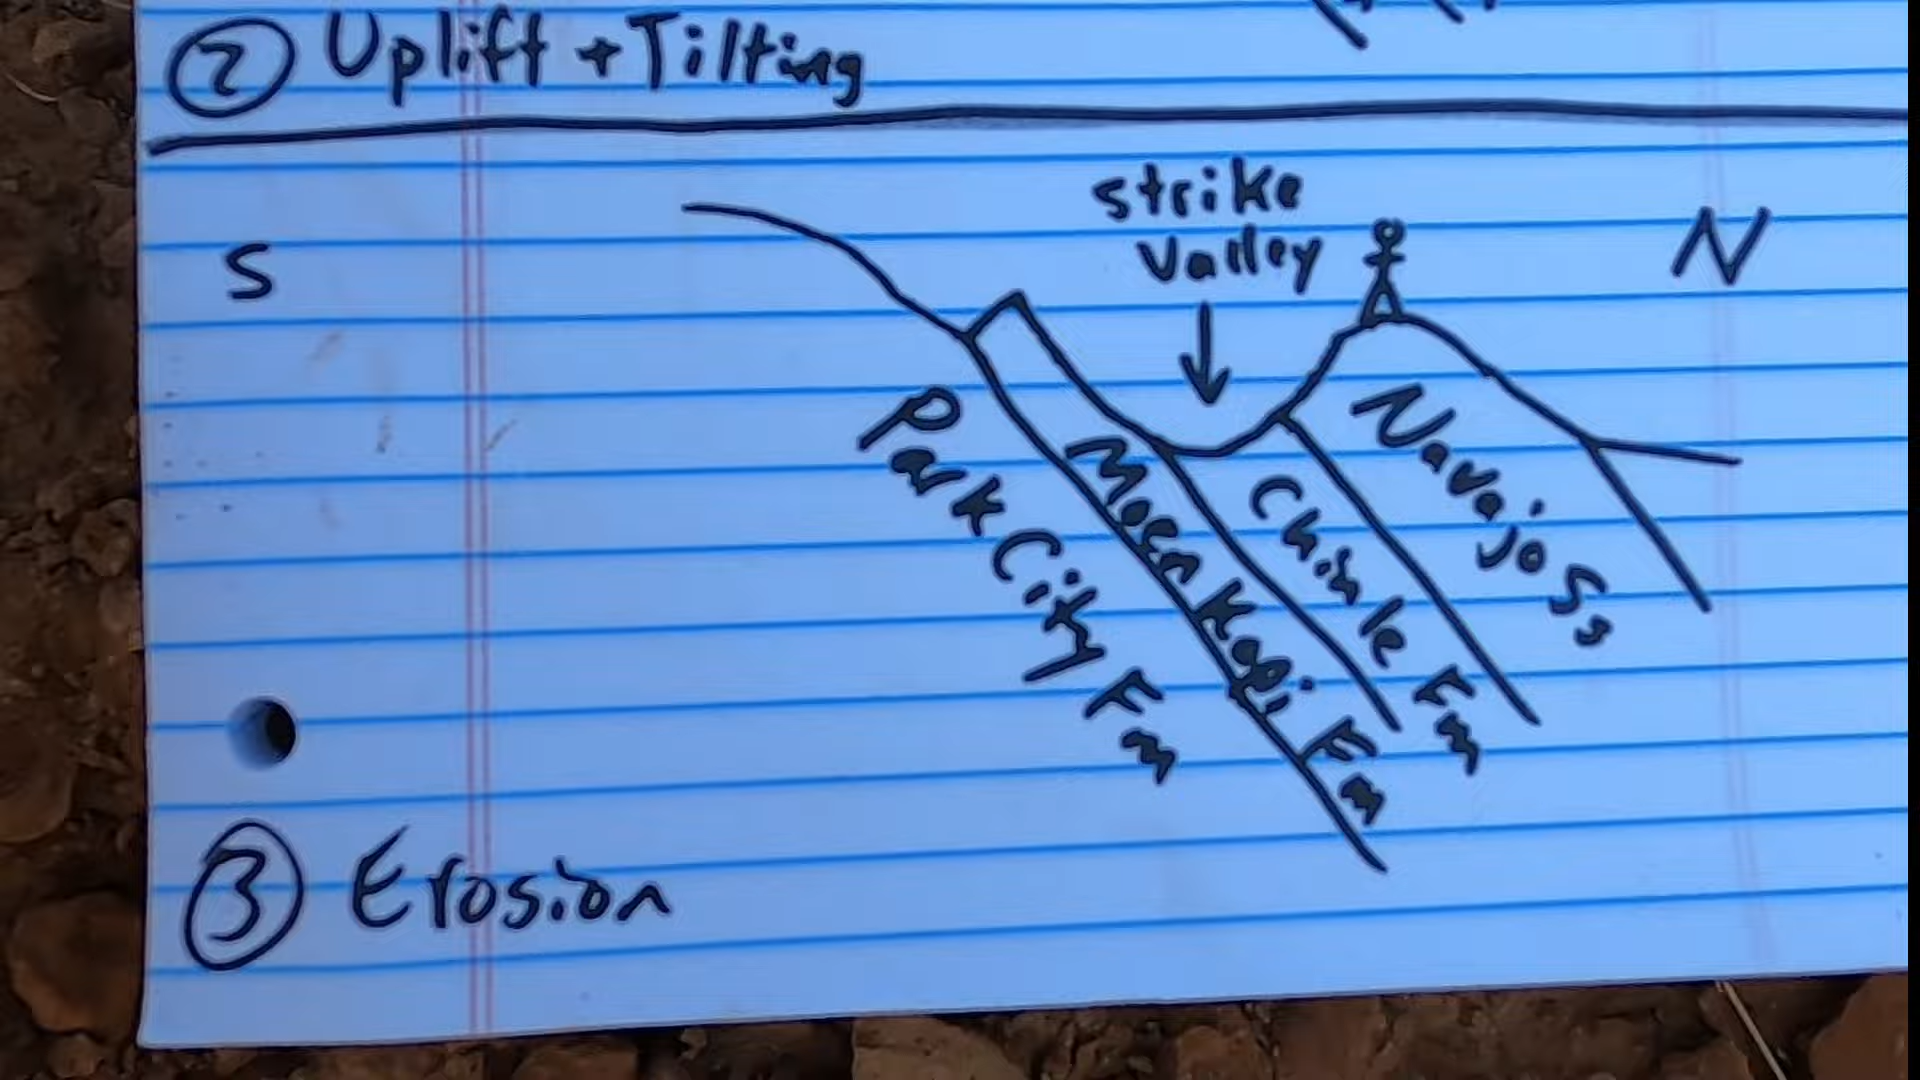 ② Uplift + Tilting
strike
valley
S
N
Park City Fm
Moenkopi Fm
Chinle Fm
Navajo Ss
③ Erosion